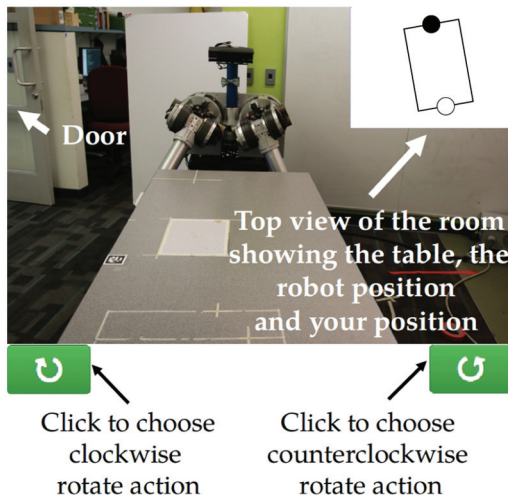 Door
Top view of the room
showing the table, the
robot position
and your position
Click to choose
clockwise
rotate action
Click to choose
counterclockwise
rotate action